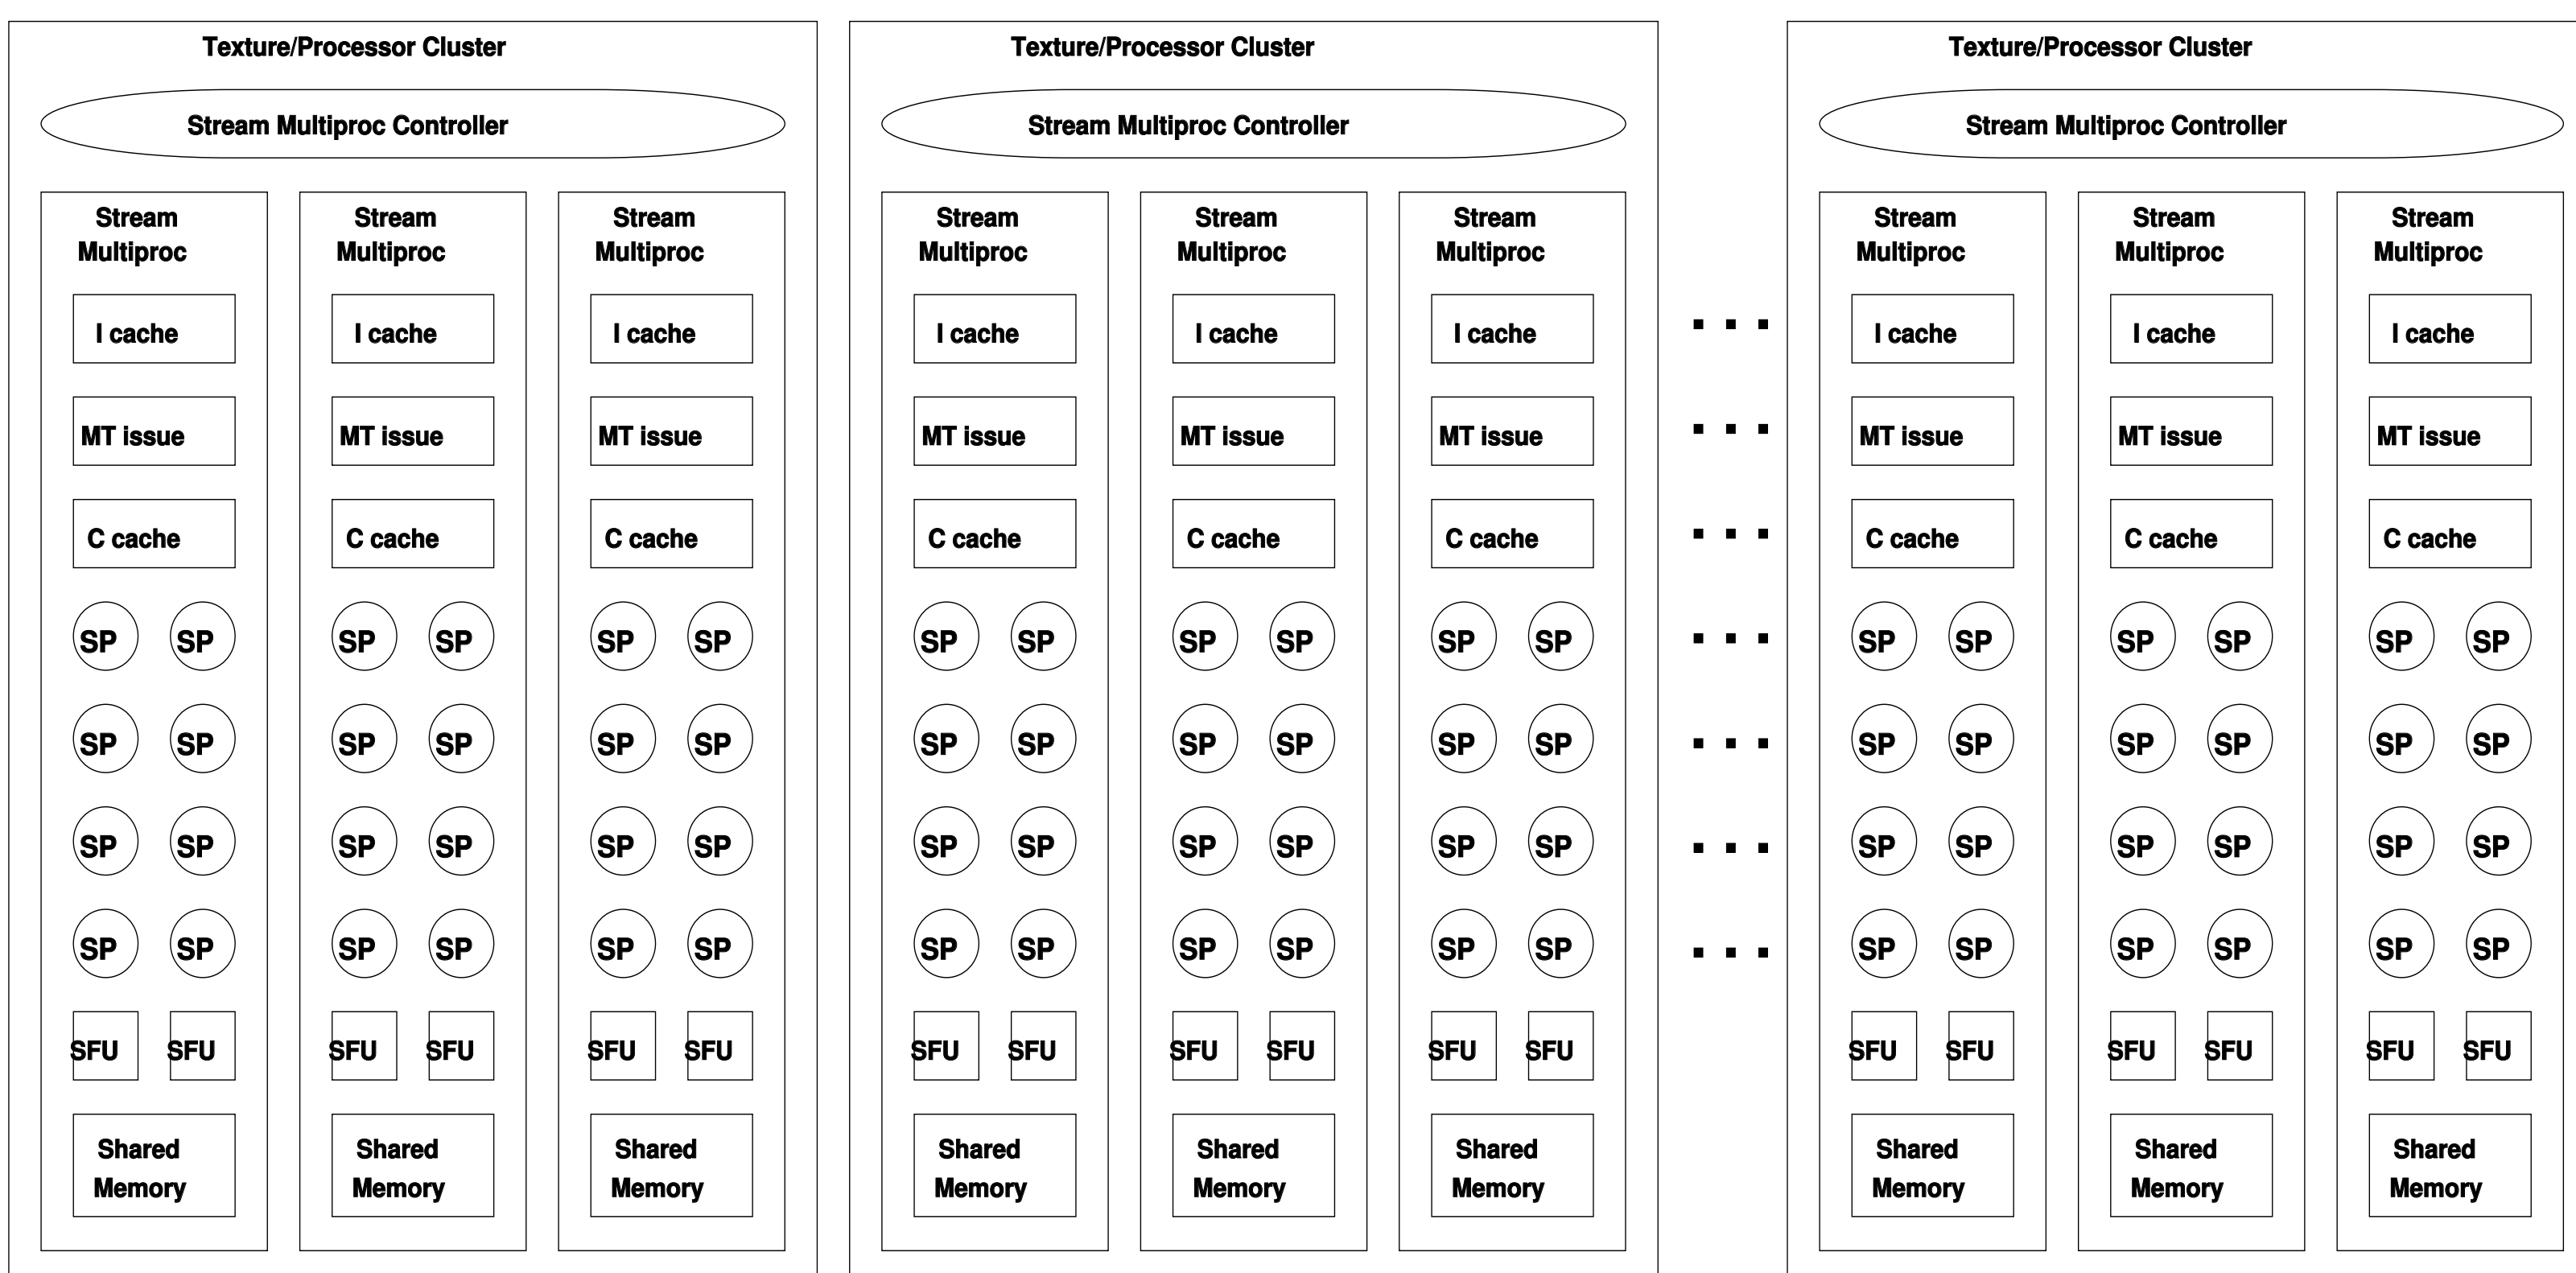 Texture/Processor Cluster Texture/Processor Cluster Texture/Processor Cluster
Stream Multiproc Controller Stream Multiproc Controller Stream Multiproc Controller
Stream Stream Stream Stream Stream Stream Stream Stream Stream
Multiproc Multiproc Multiproc Multiproc Multiproc Multiproc Multiproc Multiproc Multiproc
I cache I cache I cache I cache I cache I cache I cache I cache I cache
MT issue MT issue MT issue MT issue MT issue MT issue MT issue MT issue MT issue
C cache C cache C cache C cache C cache C cache C cache C cache C cache
SP SP SP SP SP SP SP SP SP SP SP SP SP SP SP SP SP SP
SP SP SP SP SP SP SP SP SP SP SP SP SP SP SP SP SP SP
SP SP SP SP SP SP SP SP SP SP SP SP SP SP SP SP SP SP
SP SP SP SP SP SP SP SP SP SP SP SP SP SP SP SP SP SP
SFU SFU SFU SFU SFU SFU SFU SFU SFU SFU SFU SFU SFU SFU SFU SFU SFU SFU
Shared Shared Shared Shared Shared Shared Shared Shared Shared
Memory Memory Memory Memory Memory Memory Memory Memory Memory